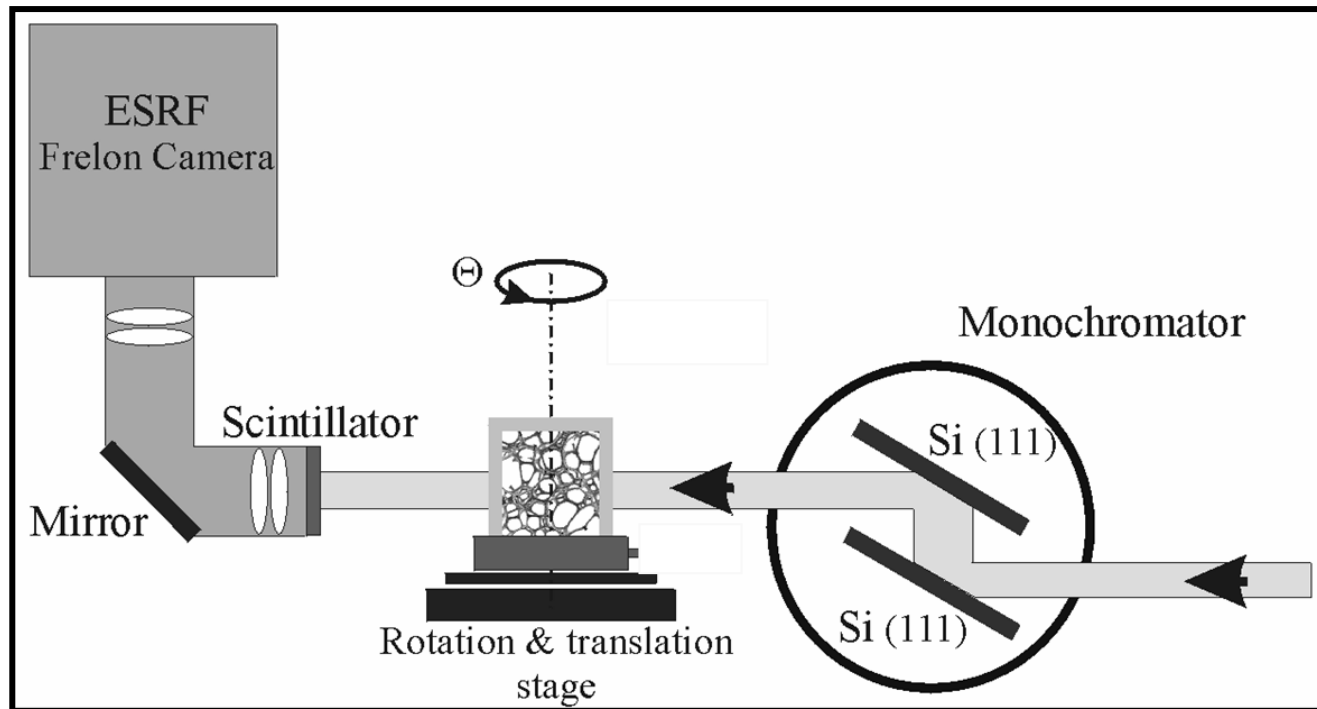 ESRF
Frelon Camera
Θ
Monochromator
Scintillator
Si (111)
Mirror
Si (111)
Rotation & translation
stage